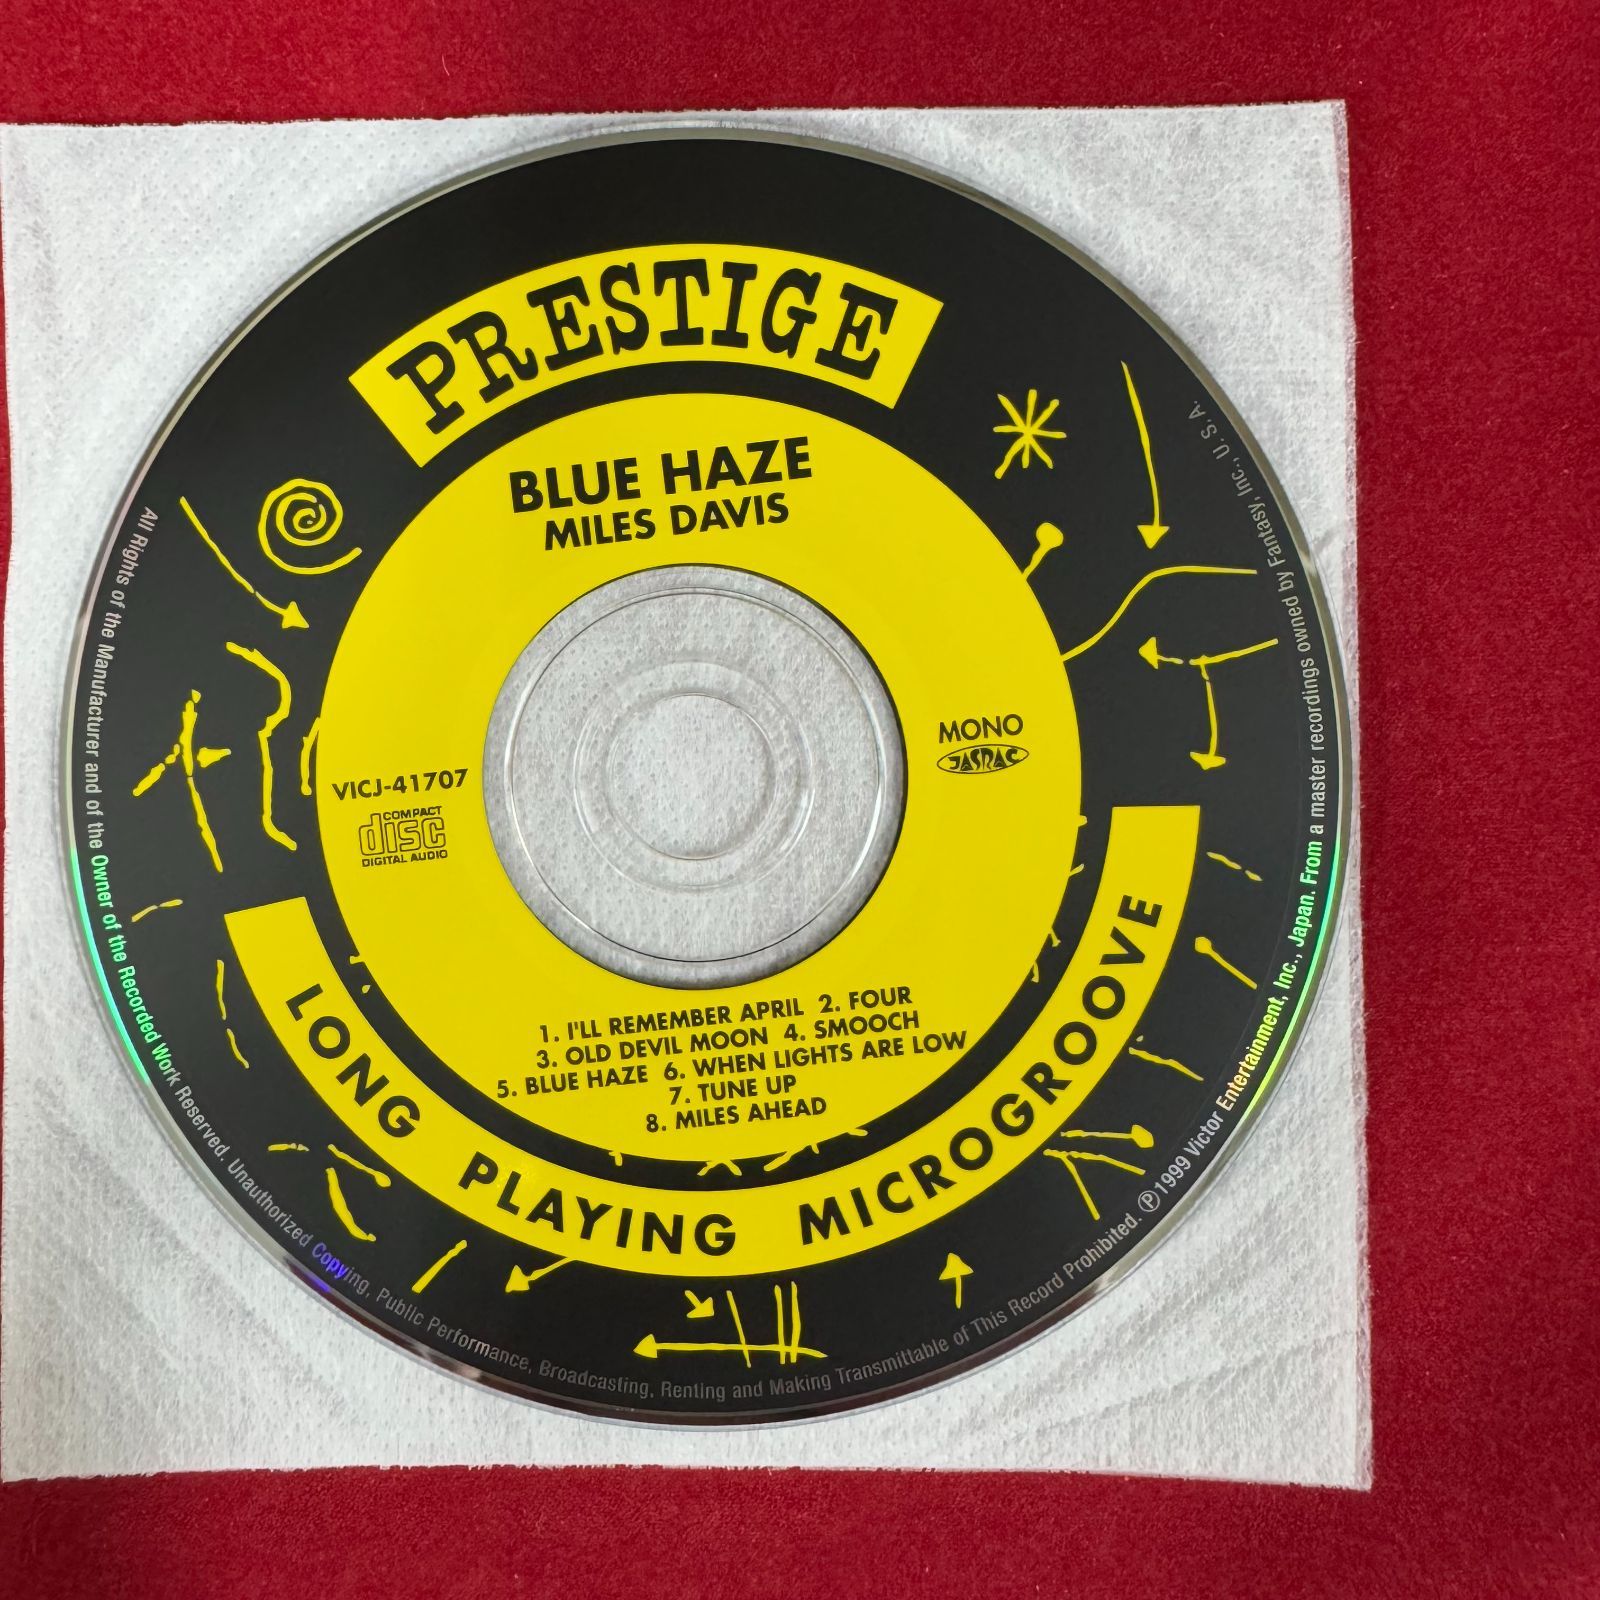 PRESTIGE
BLUE HAZE
MILES DAVIS
MONO
JASRAC
VICJ-41707
COMPACT
disc
DIGITAL AUDIO
1. I'LL REMEMBER APRIL 2. FOUR
3. OLD DEVIL MOON 4. SMOOCH
5. BLUE HAZE 6. WHEN LIGHTS ARE LOW
7. TUNE UP
8. MILES AHEAD
LONG PLAYING MICROGROOVE
All Rights of the Manufacturer and of the Owner of the Recorded Work Reserved. Unauthorized Copying, Public Performance, Broadcasting, Renting and Making Transmittable of This Record Prohibited. ℗1999 Victor Entertainment, Inc., Japan. From a master recordings owned by Fantasy, Inc., U.S.A.